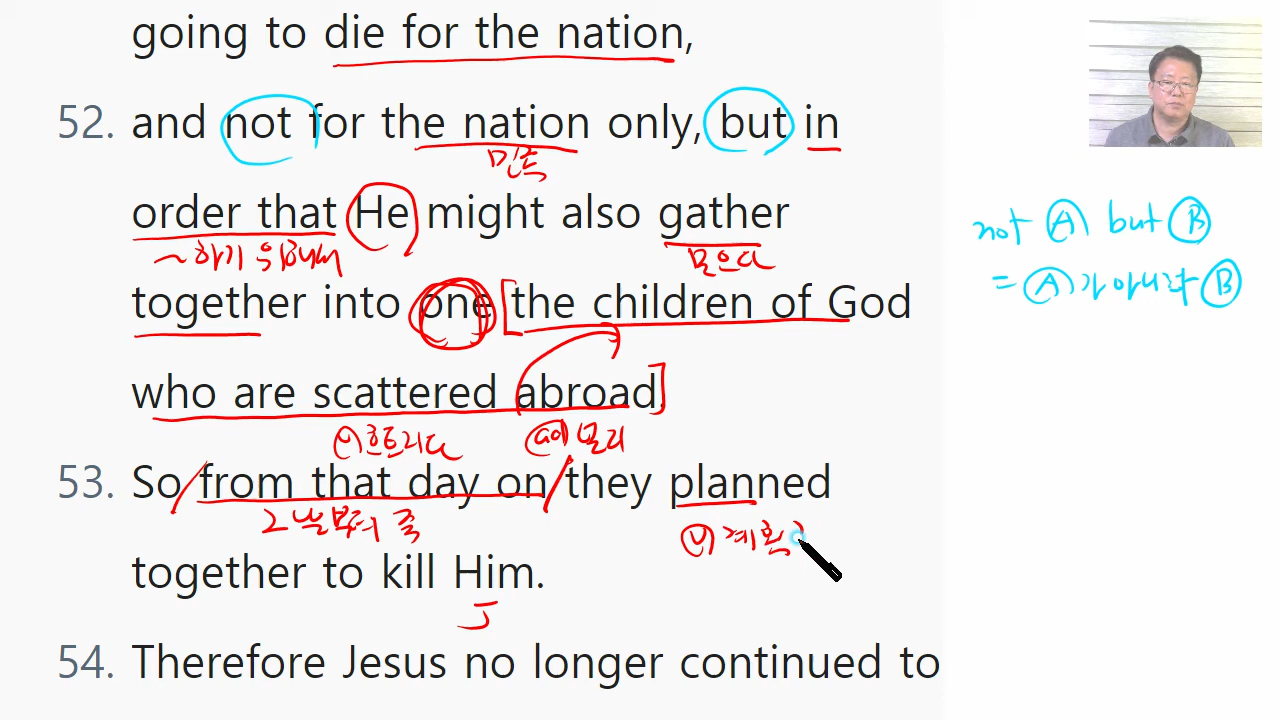 going to die for the nation,
52. and not for the nation only, but in
민족
order that He might also gather
~하기 위해서
모으다
together into one [the children of God
who are scattered abroad.]
ⓥ흩트리다
ⓐⓓ 멀리
53. So / from that day on / they planned
그 날부터 죽
ⓥ계획
together to kill Him.
J
54. Therefore Jesus no longer continued to
not Ⓐ but Ⓑ
= Ⓐ가 아니라 Ⓑ